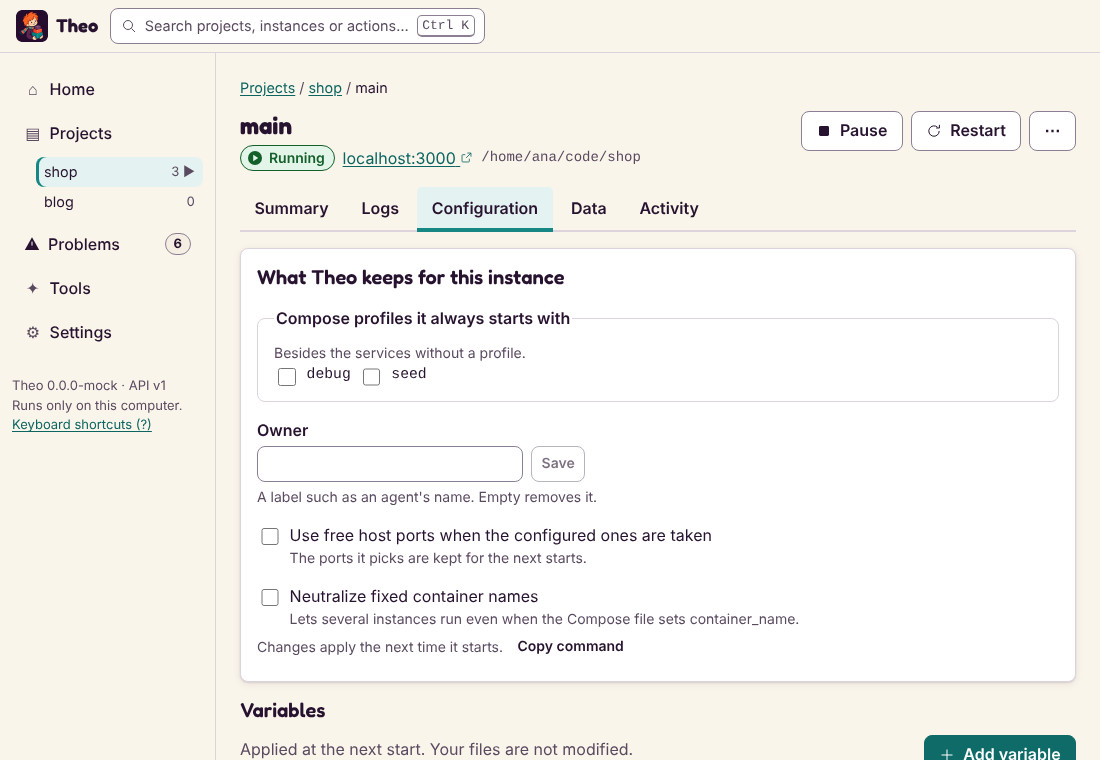 Theo
Search projects, instances or actions... Ctrl K
Home
Projects
shop 3
blog 0
Problems 6
Tools
Settings
Theo 0.0.0-mock · API v1
Runs only on this computer.
Keyboard shortcuts (?)
Projects / shop / main
main
Pause
Restart
Running localhost:3000 /home/ana/code/shop
Summary Logs Configuration Data Activity
What Theo keeps for this instance
Compose profiles it always starts with
Besides the services without a profile.
debug seed
Owner
Save
A label such as an agent's name. Empty removes it.
Use free host ports when the configured ones are taken
The ports it picks are kept for the next starts.
Neutralize fixed container names
Lets several instances run even when the Compose file sets container_name.
Changes apply the next time it starts. Copy command
Variables
Applied at the next start. Your files are not modified.
Add variable